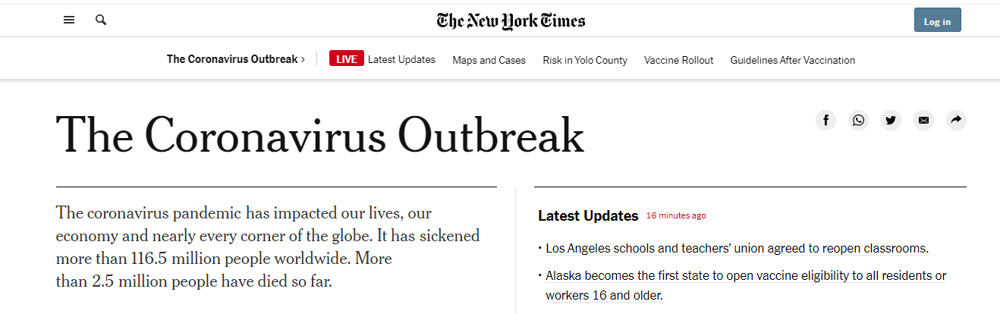 The New York Times
Log in
The Coronavirus Outbreak ›
LIVE Latest Updates Maps and Cases Risk in Yolo County Vaccine Rollout Guidelines After Vaccination
The Coronavirus Outbreak
The coronavirus pandemic has impacted our lives, our
economy and nearly every corner of the globe. It has sickened
more than 116.5 million people worldwide. More
than 2.5 million people have died so far.
Latest Updates 16 minutes ago
• Los Angeles schools and teachers’ union agreed to reopen classrooms.
• Alaska becomes the first state to open vaccine eligibility to all residents or
workers 16 and older.